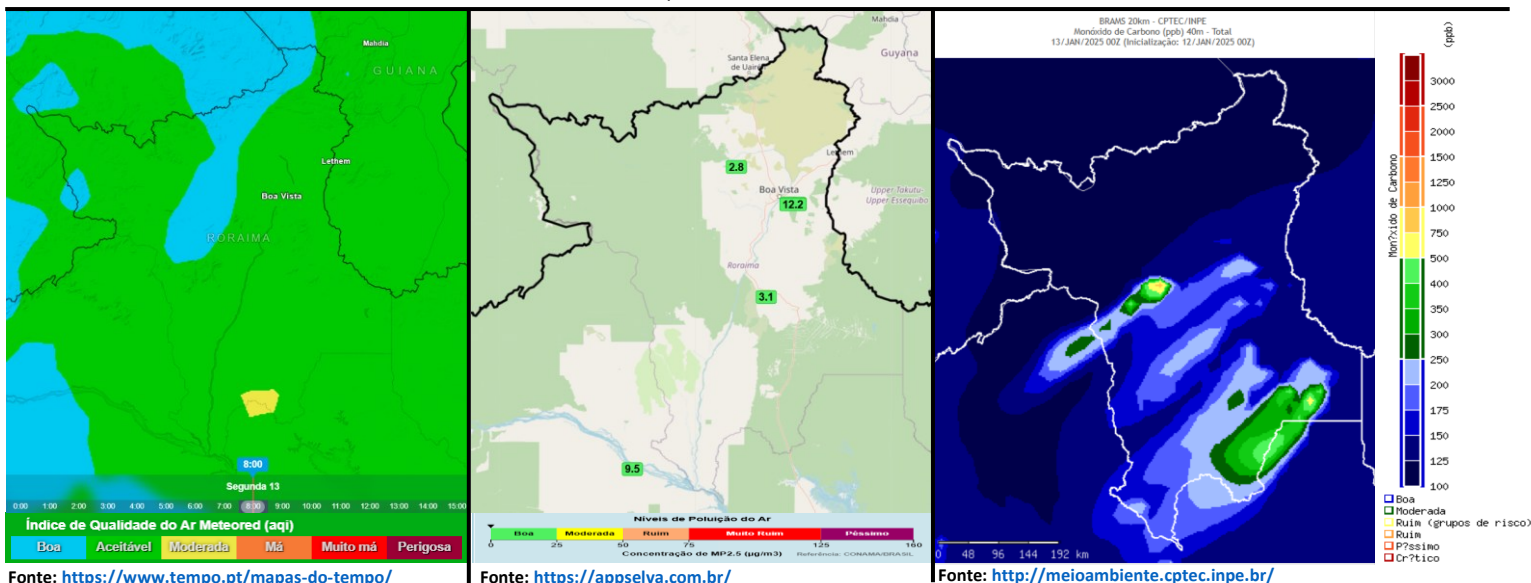 Mahdia
GUIANA
Lethem
Boa Vista
RORAIMA
8:00
Segunda 13
0:00 1:00 2:00 3:00 4:00 5:00 6:00 7:00 8:00 9:00 10:00 11:00 12:00 13:00 14:00 15:00
Índice de Qualidade do Ar Meteored (aqi)
Boa Aceitável Moderada Má Muito má Perigosa
Fonte: https://www.tempo.pt/mapas-do-tempo/
Mahdia
Guyana
Santa Elena
de Uairén
Lethem
2.8
Boa Vista
12.2
Upper Takutu-
Upper Essequibo
Roraima
3.1
9.5
Níveis de Poluição do Ar
Boa Moderada Ruim Muito Ruim Péssimo
0 25 50 75 125 160
Concentração de MP2.5 (µg/m3) Referência: CONAMA/BRASIL
Fonte: https://appselva.com.br/
BRAMS 20km - CPTEC/INPE
Monóxido de Carbono (ppb) 40m - Total
13/JAN/2025 00Z (Inicialização: 12/JAN/2025 00Z)
0 48 96 144 192 km
(ppb)
Mon?xido de Carbono
3000
2500
2000
1500
1250
1000
750
500
400
350
300
250
200
175
150
125
100
Boa
Moderada
Ruim (grupos de risco)
Ruim
P?ssimo
Cr?tico
Fonte: http://meioambiente.cptec.inpe.br/